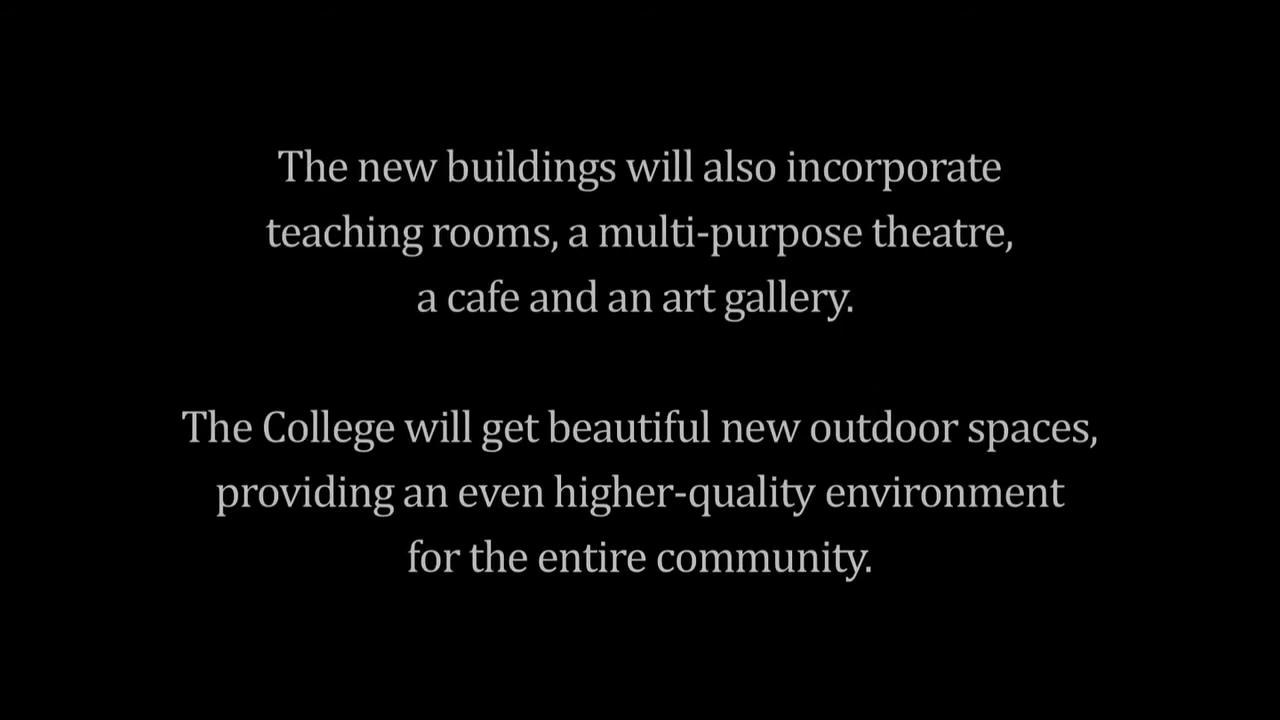 The new buildings will also incorporate
teaching rooms, a multi-purpose theatre,
a cafe and an art gallery.
The College will get beautiful new outdoor spaces,
providing an even higher-quality environment
for the entire community.